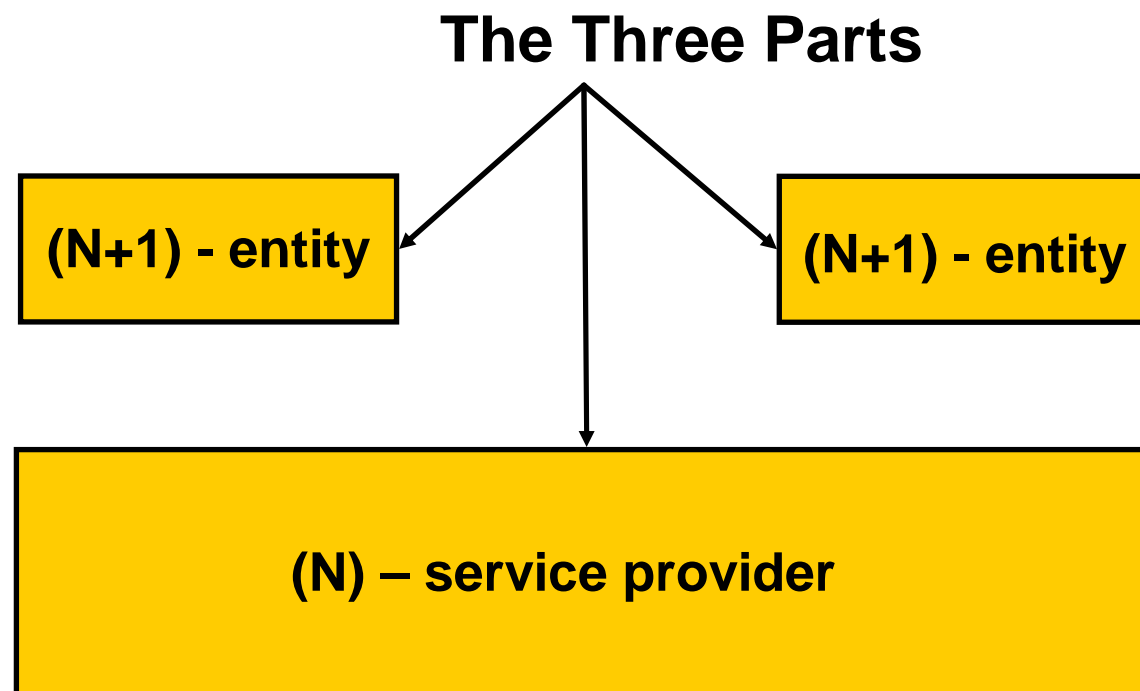 The Three Parts
(N+1) - entity
(N+1) - entity
(N) – service provider